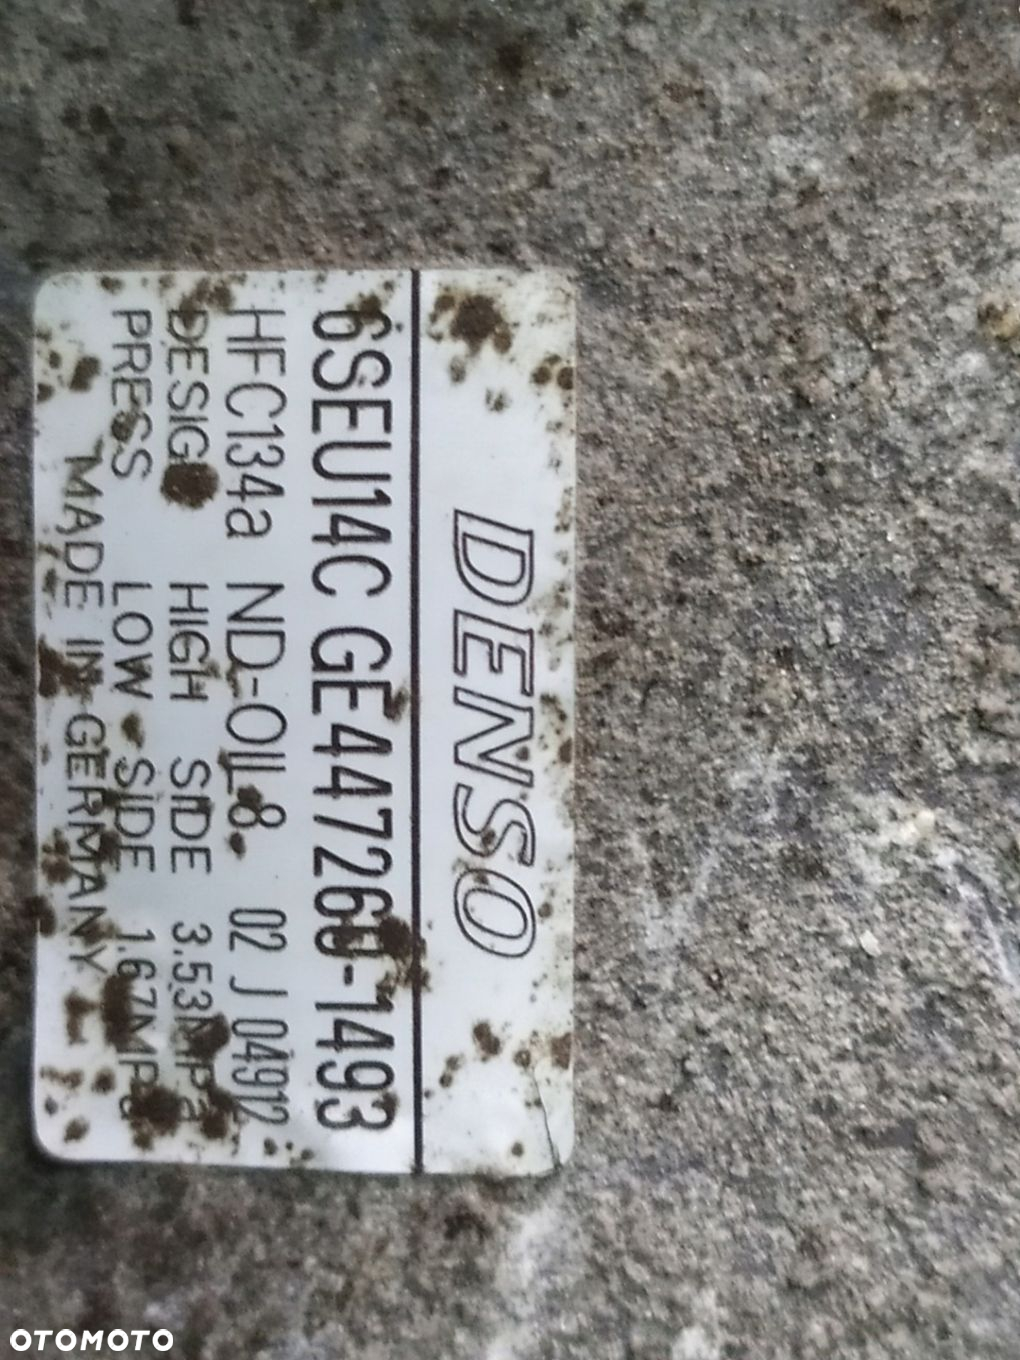 DENSO
6SEU14C GE447260-1493
HFC134a ND-OIL8 02 J 04912
DESIGN HIGH SIDE 3.53MPa
PRESS LOW SIDE 1.67MPa
MADE IN GERMANY
OTOMOTO